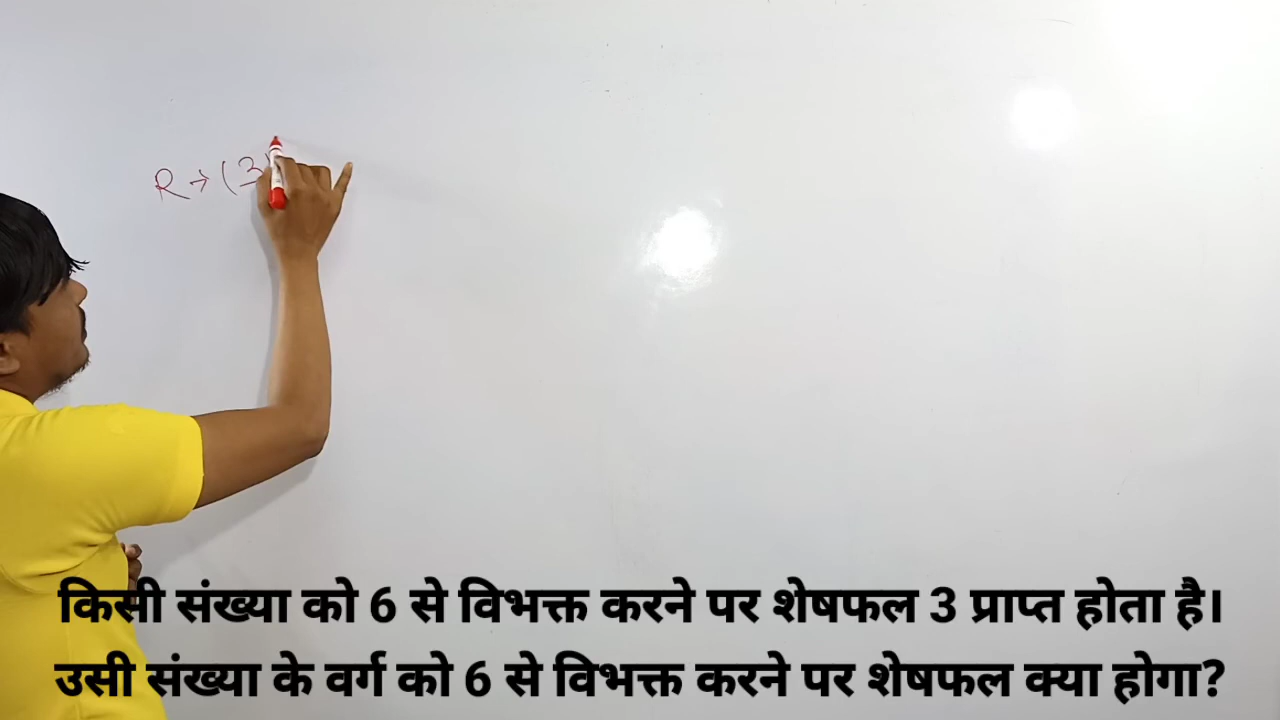 R → (3)
किसी संख्या को 6 से विभक्त करने पर शेषफल 3 प्राप्त होता है।
उसी संख्या के वर्ग को 6 से विभक्त करने पर शेषफल क्या होगा?